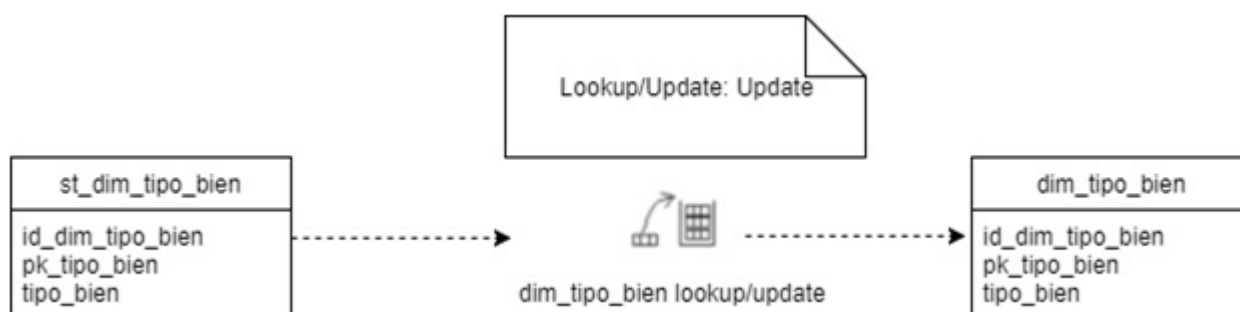 Lookup/Update: Update
st_dim_tipo_bien
id_dim_tipo_bien
pk_tipo_bien
tipo_bien
dim_tipo_bien lookup/update
dim_tipo_bien
id_dim_tipo_bien
pk_tipo_bien
tipo_bien